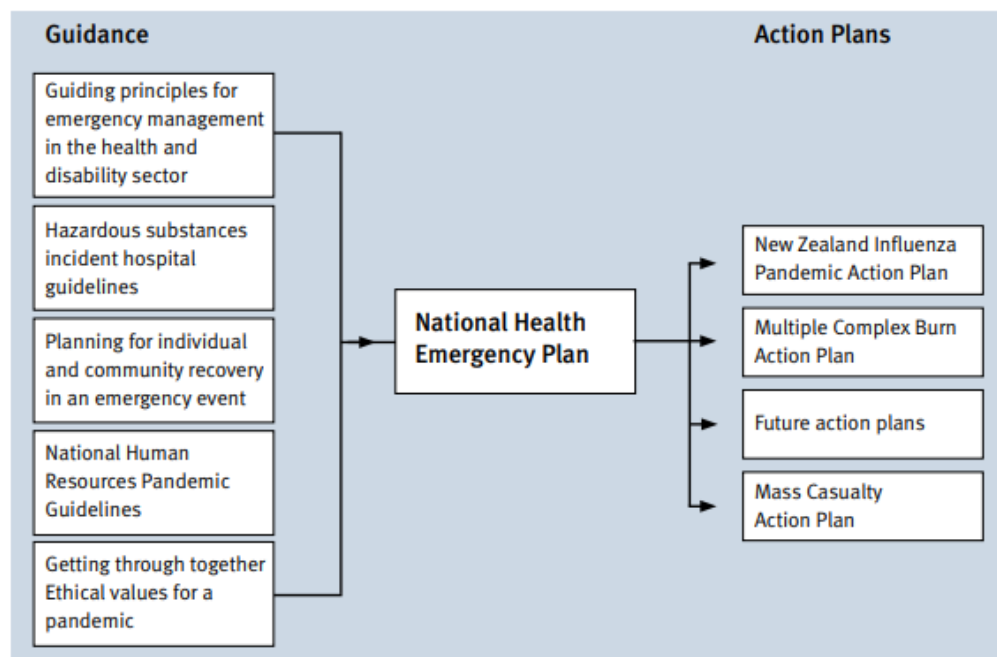 Guidance
Guiding principles for
emergency management
in the health and
disability sector
Hazardous substances
incident hospital
guidelines
Planning for individual
and community recovery
in an emergency event
National Human
Resources Pandemic
Guidelines
Getting through together
Ethical values for a
pandemic
National Health
Emergency Plan
Action Plans
New Zealand Influenza
Pandemic Action Plan
Multiple Complex Burn
Action Plan
Future action plans
Mass Casualty
Action Plan